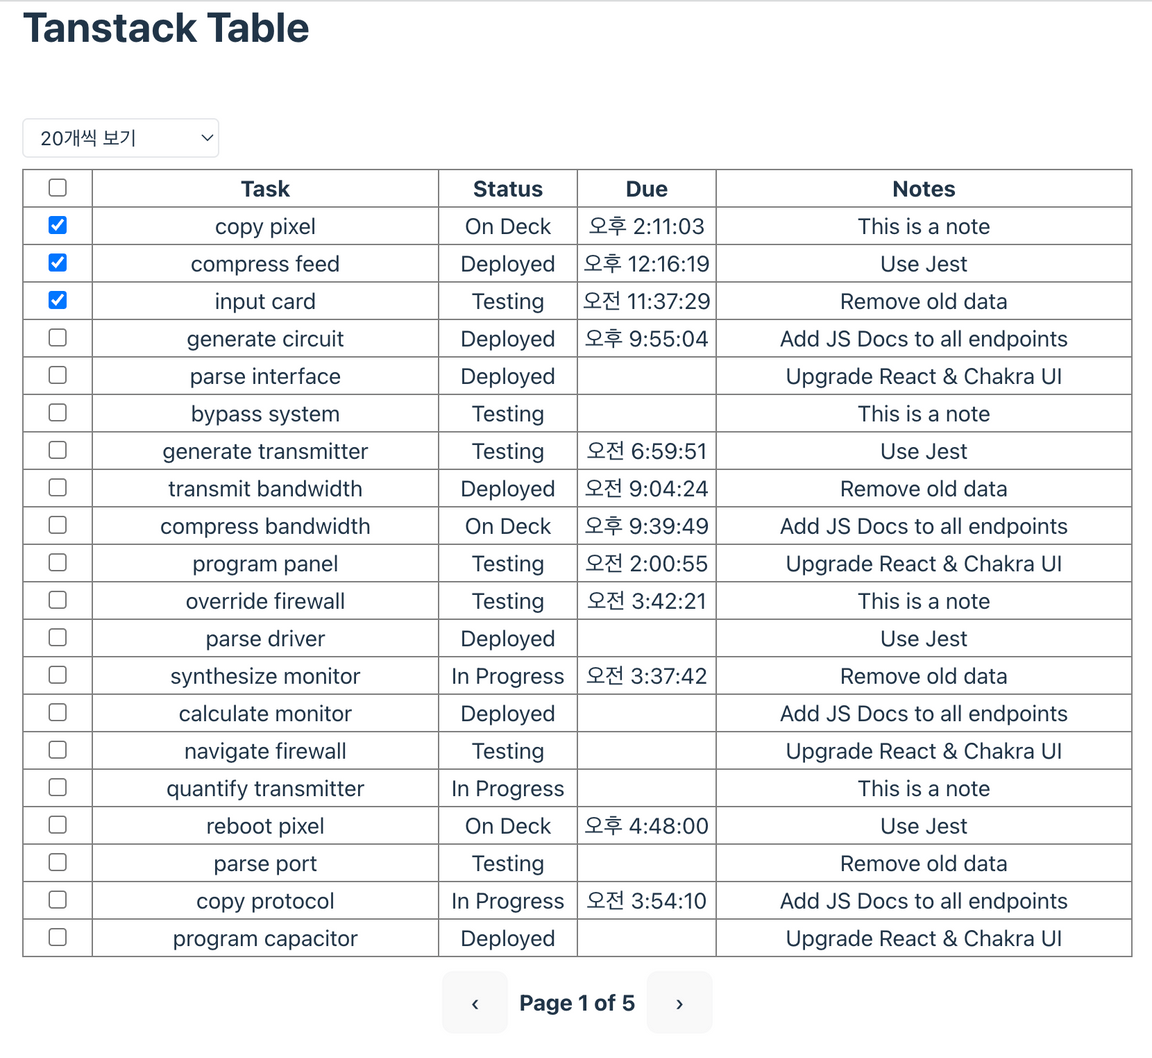 Tanstack Table
20개씩 보기
Task Status Due Notes
copy pixel On Deck 오후 2:11:03 This is a note
compress feed Deployed 오후 12:16:19 Use Jest
input card Testing 오전 11:37:29 Remove old data
generate circuit Deployed 오후 9:55:04 Add JS Docs to all endpoints
parse interface Deployed Upgrade React & Chakra UI
bypass system Testing This is a note
generate transmitter Testing 오전 6:59:51 Use Jest
transmit bandwidth Deployed 오전 9:04:24 Remove old data
compress bandwidth On Deck 오후 9:39:49 Add JS Docs to all endpoints
program panel Testing 오전 2:00:55 Upgrade React & Chakra UI
override firewall Testing 오전 3:42:21 This is a note
parse driver Deployed Use Jest
synthesize monitor In Progress 오전 3:37:42 Remove old data
calculate monitor Deployed Add JS Docs to all endpoints
navigate firewall Testing Upgrade React & Chakra UI
quantify transmitter In Progress This is a note
reboot pixel On Deck 오후 4:48:00 Use Jest
parse port Testing Remove old data
copy protocol In Progress 오전 3:54:10 Add JS Docs to all endpoints
program capacitor Deployed Upgrade React & Chakra UI
‹ Page 1 of 5 ›